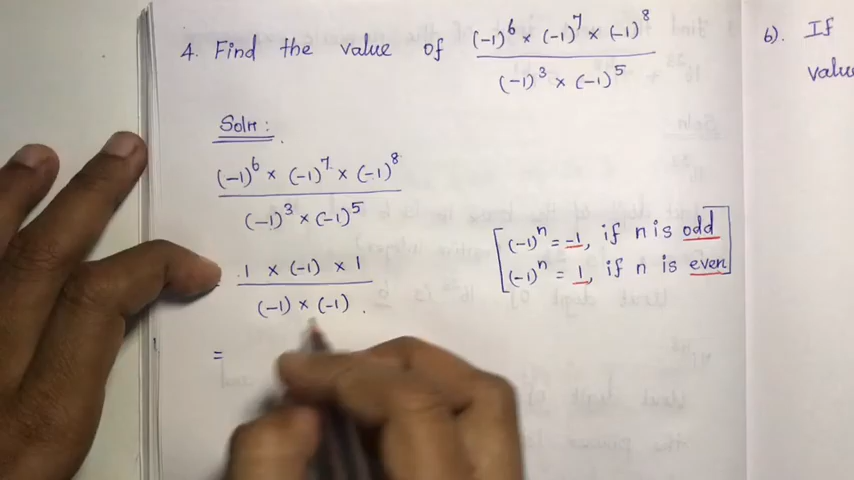 4. Find the value of (-1)^6 × (-1)^7 × (-1)^8
(-1)^3 × (-1)^5
Soln:
(-1)^6 × (-1)^7 × (-1)^8
(-1)^3 × (-1)^5
1 × (-1) × 1
(-1) × (-1)
=
[(-1)^n = -1, if n is odd
(-1)^n = 1, if n is even]
6). If
value